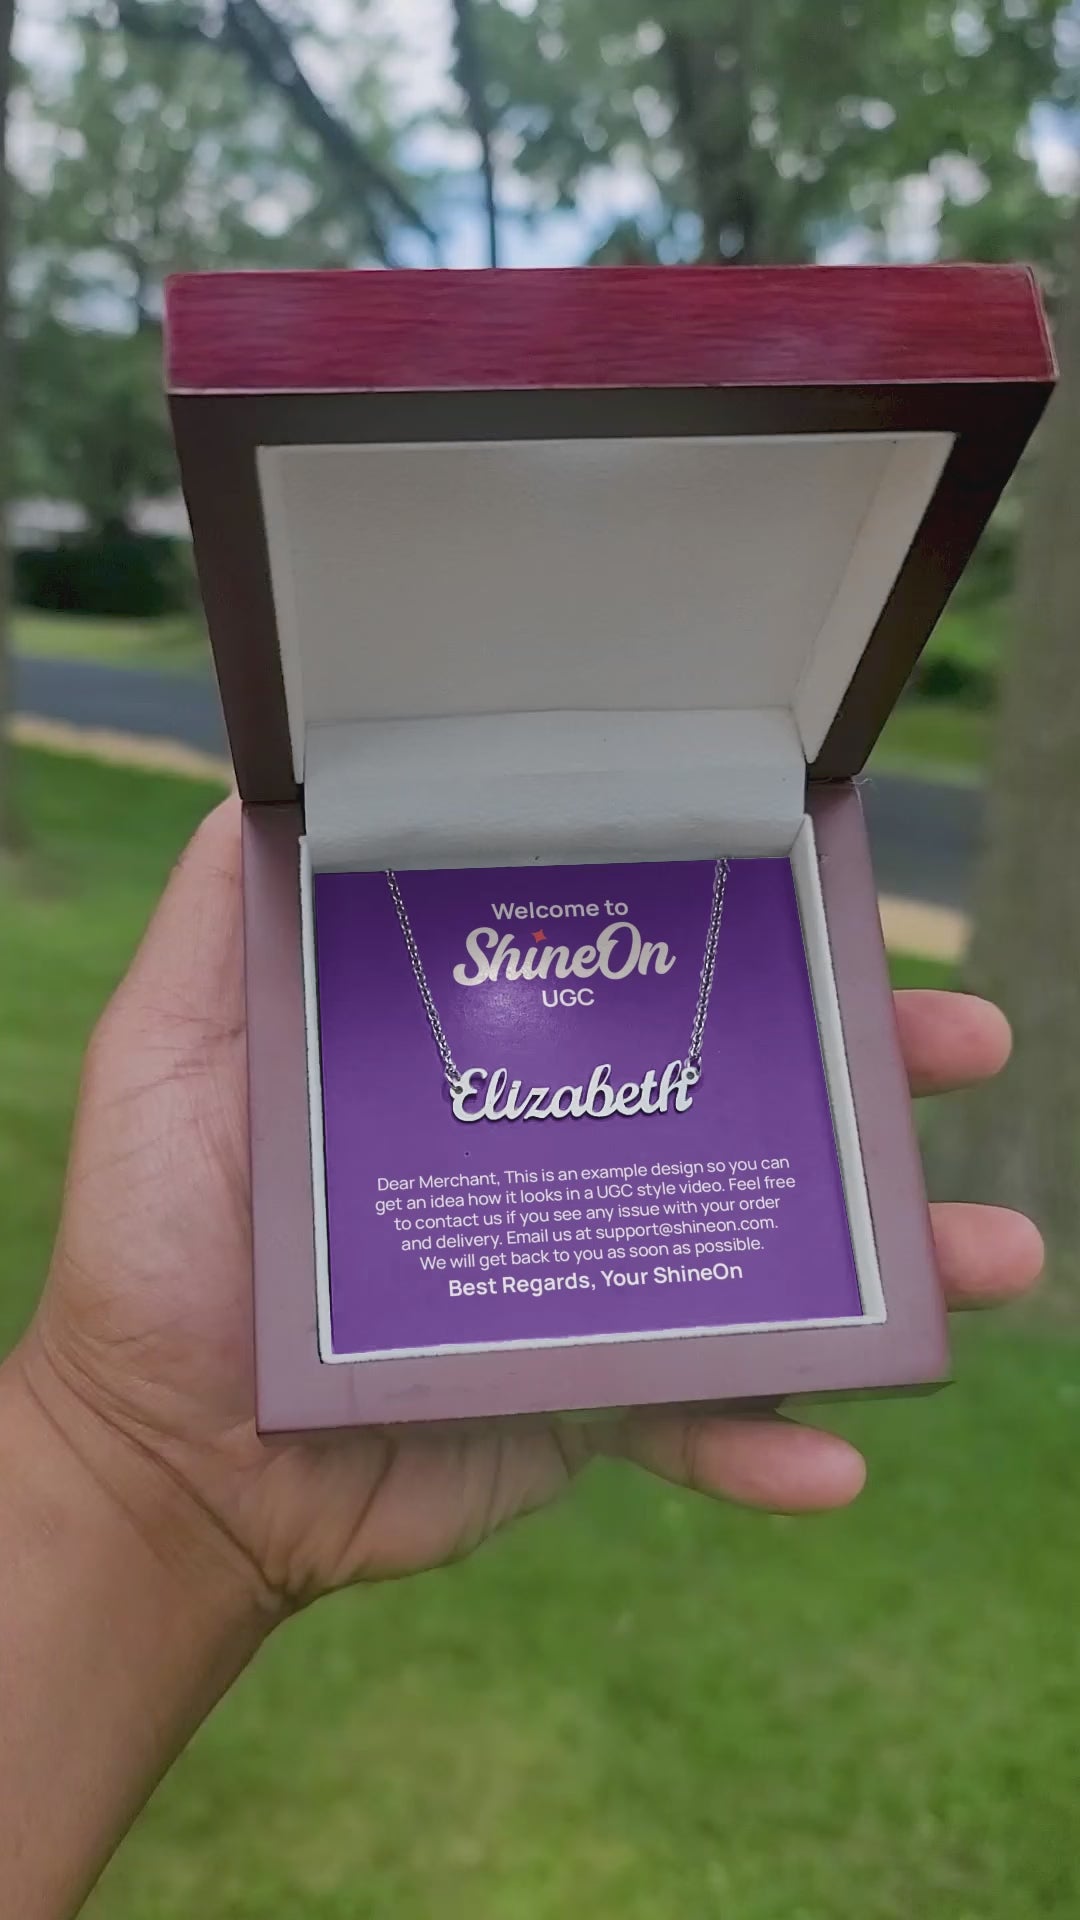 Welcome to
ShineOn
UGC
Elizabeth
Dear Merchant, This is an example design so you can
get an idea how it looks in a UGC style video. Feel free
to contact us if you see any issue with your order
and delivery. Email us at support@shineon.com.
We will get back to you as soon as possible.
Best Regards, Your ShineOn